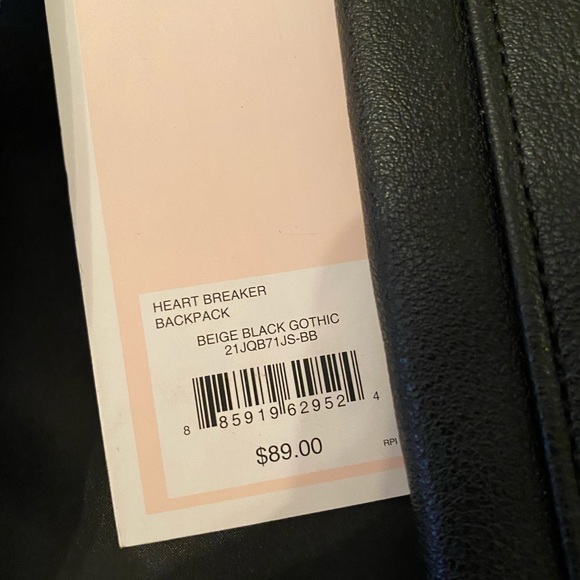 HEART BREAKER
BACKPACK
BEIGE BLACK GOTHIC
21JQB71JS-BB
8 85919 62952 4
$89.00
RPI